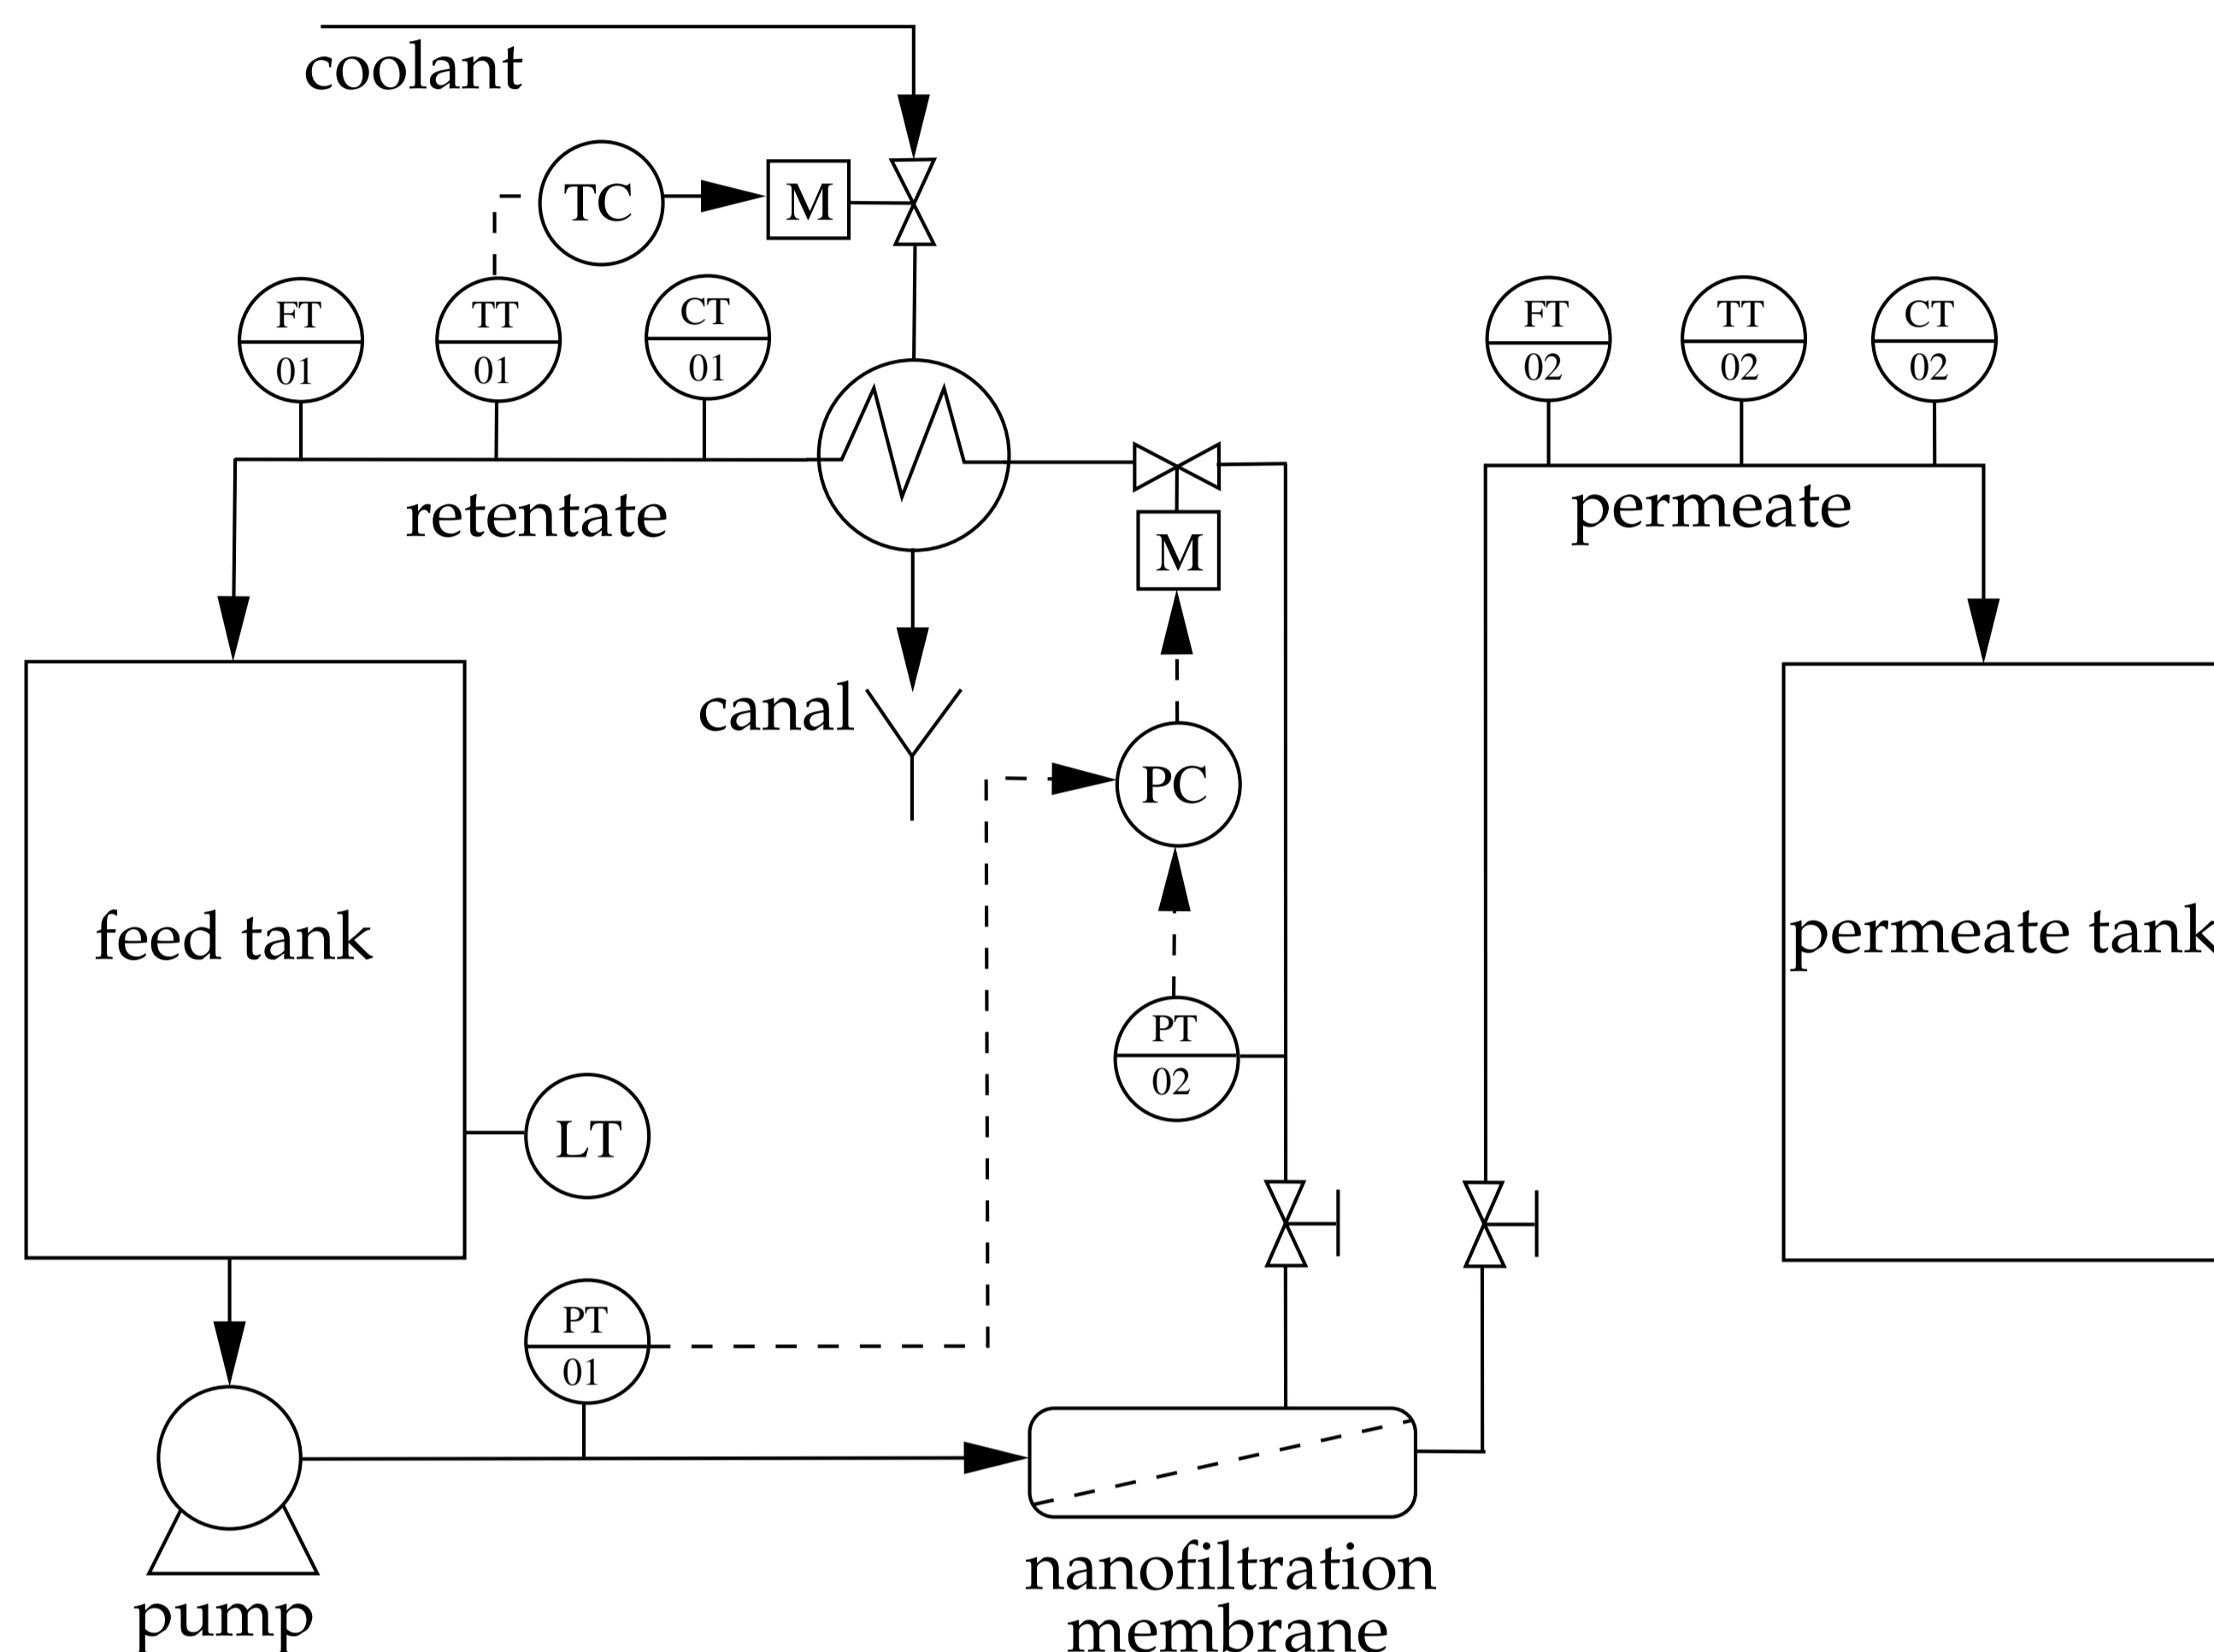 coolant
TC
M
FT
01
TT
01
CT
01
FT
02
TT
02
CT
02
retentate
permeate
M
canal
PC
feed tank
permeate tank
PT
02
LT
PT
01
nanofiltration
membrane
pump